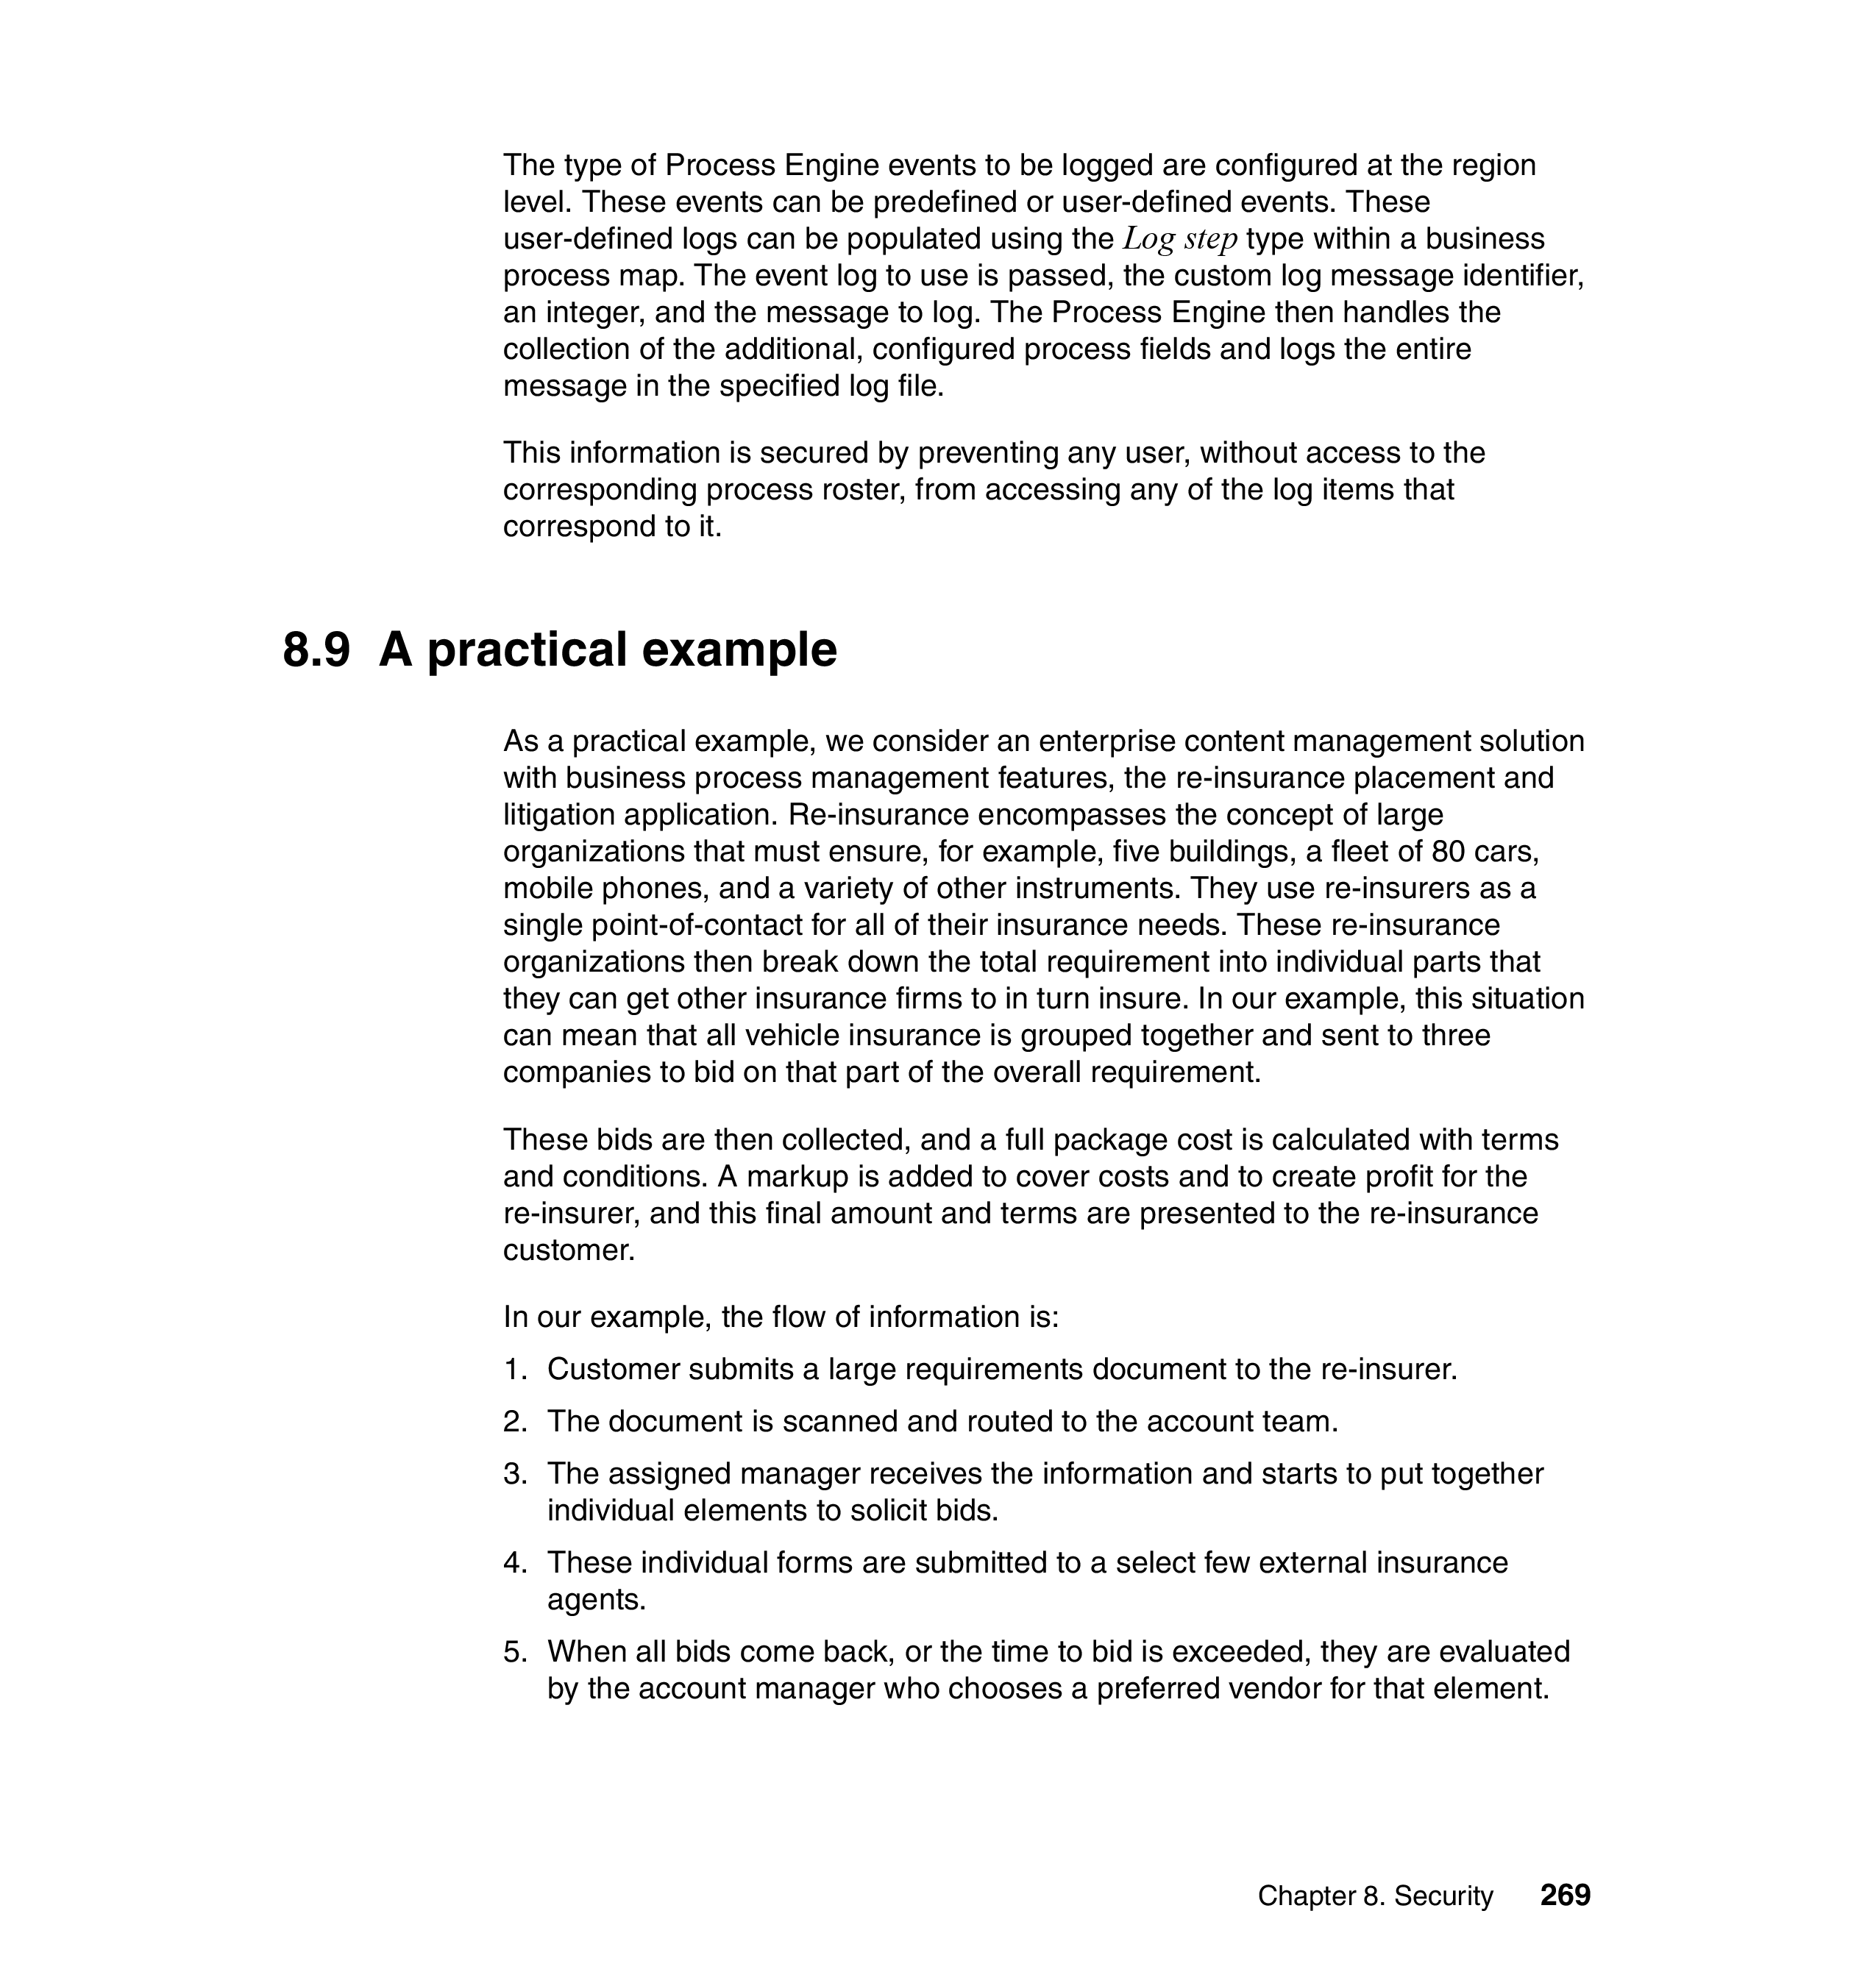 The type of Process Engine events to be logged are configured at the region
level. These events can be predefined or user-defined events. These
user-defined logs can be populated using the Log step type within a business
process map. The event log to use is passed, the custom log message identifier,
an integer, and the message to log. The Process Engine then handles the
collection of the additional, configured process fields and logs the entire
message in the specified log file.
This information is secured by preventing any user, without access to the
corresponding process roster, from accessing any of the log items that
correspond to it.
8.9 A practical example
As a practical example, we consider an enterprise content management solution
with business process management features, the re-insurance placement and
litigation application. Re-insurance encompasses the concept of large
organizations that must ensure, for example, five buildings, a fleet of 80 cars,
mobile phones, and a variety of other instruments. They use re-insurers as a
single point-of-contact for all of their insurance needs. These re-insurance
organizations then break down the total requirement into individual parts that
they can get other insurance firms to in turn insure. In our example, this situation
can mean that all vehicle insurance is grouped together and sent to three
companies to bid on that part of the overall requirement.
These bids are then collected, and a full package cost is calculated with terms
and conditions. A markup is added to cover costs and to create profit for the
re-insurer, and this final amount and terms are presented to the re-insurance
customer.
In our example, the flow of information is:
1. Customer submits a large requirements document to the re-insurer.
2. The document is scanned and routed to the account team.
3. The assigned manager receives the information and starts to put together
individual elements to solicit bids.
4. These individual forms are submitted to a select few external insurance
agents.
5. When all bids come back, or the time to bid is exceeded, they are evaluated
by the account manager who chooses a preferred vendor for that element.
Chapter 8. Security 269